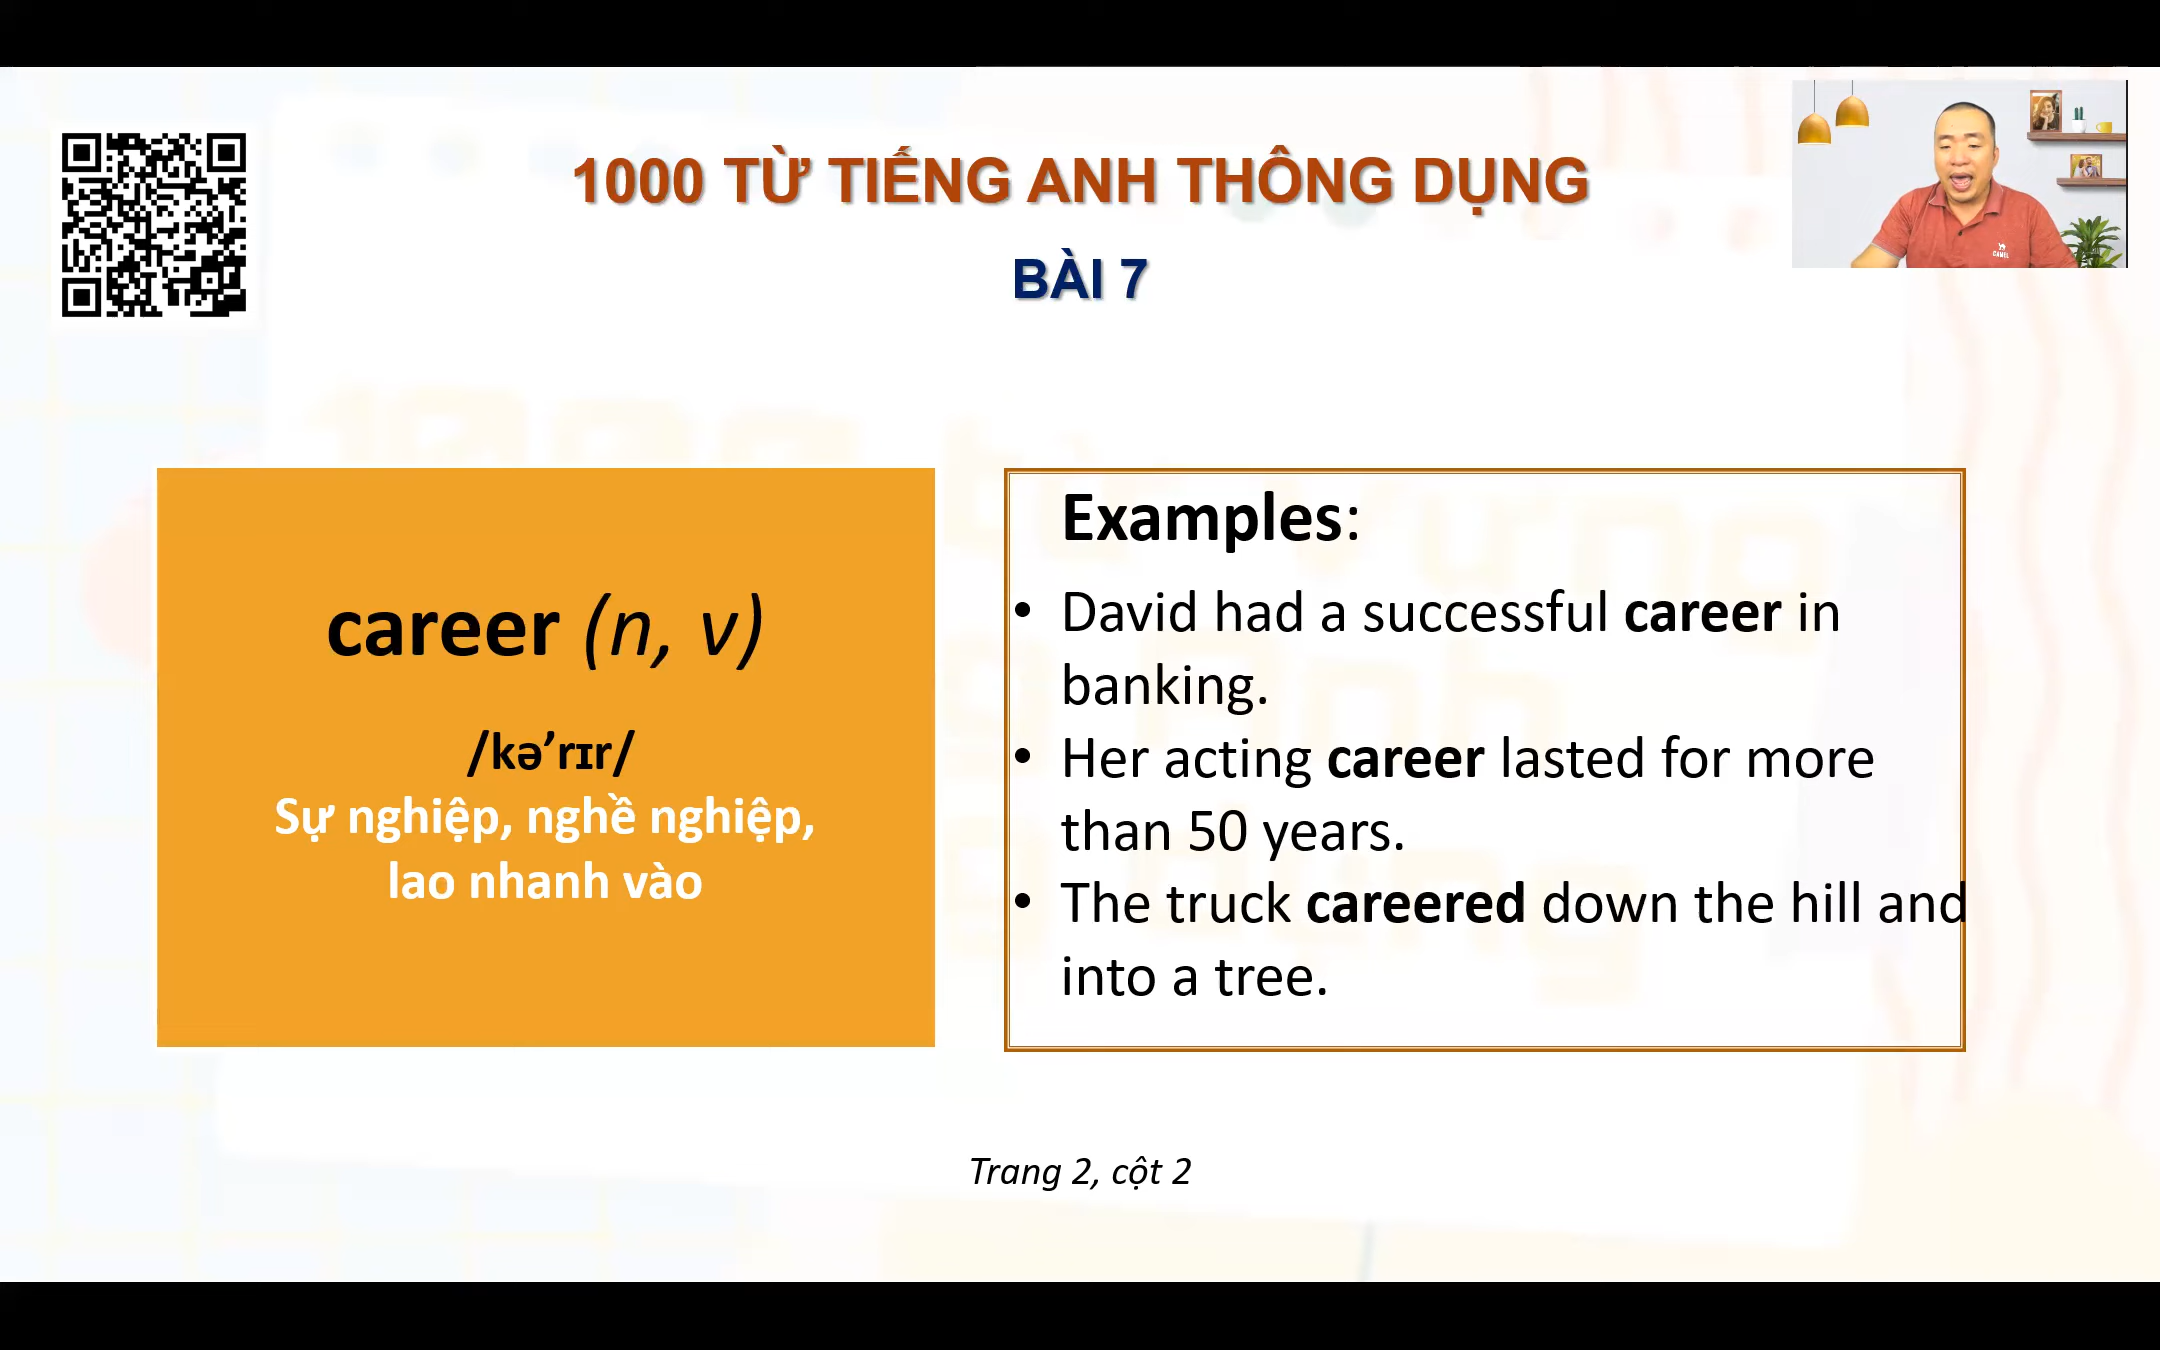 1000 TỪ TIẾNG ANH THÔNG DỤNG
BÀI 7
career (n, v)
/kə’rɪr/
Sự nghiệp, nghề nghiệp,
lao nhanh vào
Examples:
• David had a successful career in
banking.
• Her acting career lasted for more
than 50 years.
• The truck careered down the hill and
into a tree.
Trang 2, cột 2
CAMEL